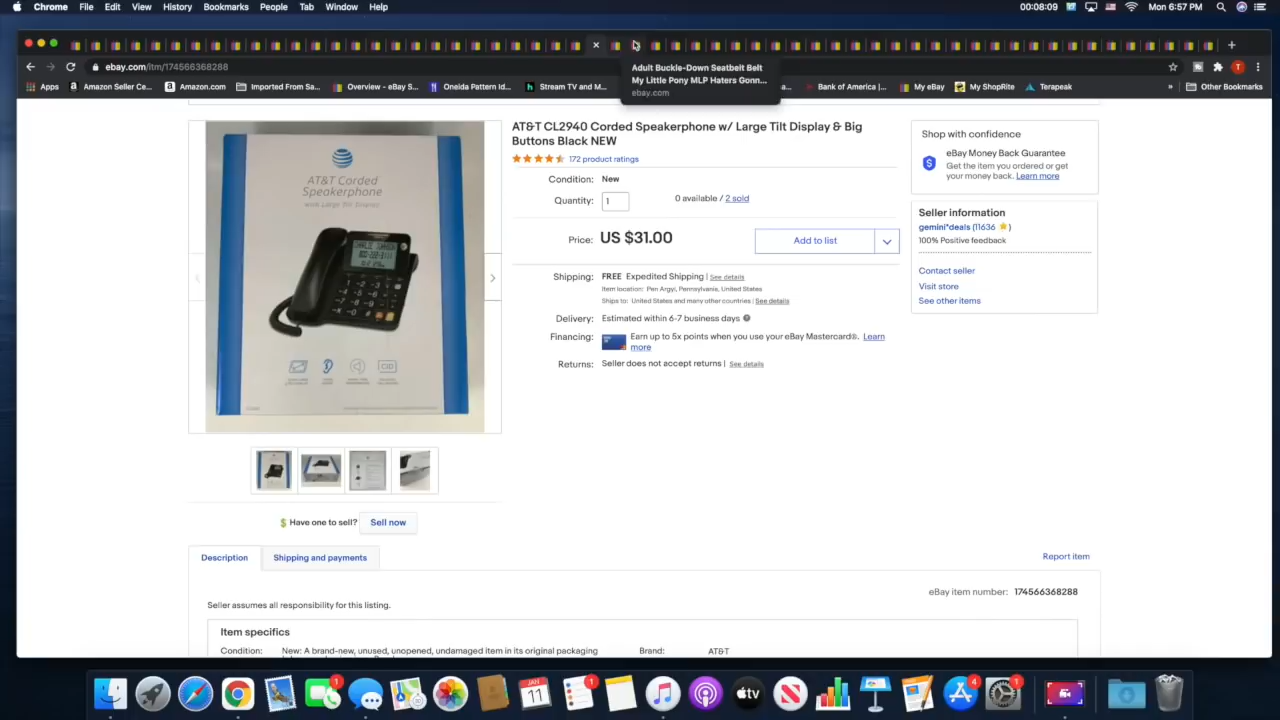 Chrome File Edit View History Bookmarks People Tab Window Help
00:08:09 Mon 6:57 PM
ebay.com/itm/174566368288
T
Adult Buckle-Down Seatbelt Belt
My Little Pony MLP Haters Gonn...
ebay.com
Apps Amazon Seller Ce... Amazon.com Imported From Sa... Overview - eBay S... Oneida Pattern Id... Stream TV and M... Bank of America |... My eBay My ShopRite Terapeak » Other Bookmarks
AT&T CL2940 Corded Speakerphone w/ Large Tilt Display & Big
Buttons Black NEW
172 product ratings
Condition: New
Quantity: 1 0 available / 2 sold
Price: US $31.00
Add to list
Shipping: FREE Expedited Shipping | See details
Item location: Pen Argyl, Pennsylvania, United States
Ships to: United States and many other countries | See details
Delivery: Estimated within 6-7 business days
Financing: Earn up to 5x points when you use your eBay Mastercard®. Learn
more
Returns: Seller does not accept returns | See details
Shop with confidence
eBay Money Back Guarantee
Get the item you ordered or get
your money back. Learn more
Seller information
gemini*deals (11636 )
100% Positive feedback
Contact seller
Visit store
See other items
AT&T Corded
Speakerphone
with Large Tilt Display
Have one to sell? Sell now
Description
Shipping and payments
Report item
eBay item number: 174566368288
Seller assumes all responsibility for this listing.
Item specifics
Condition: New: A brand-new, unused, unopened, undamaged item in its original packaging
Brand: AT&T
1
JAN
11
1
4
1